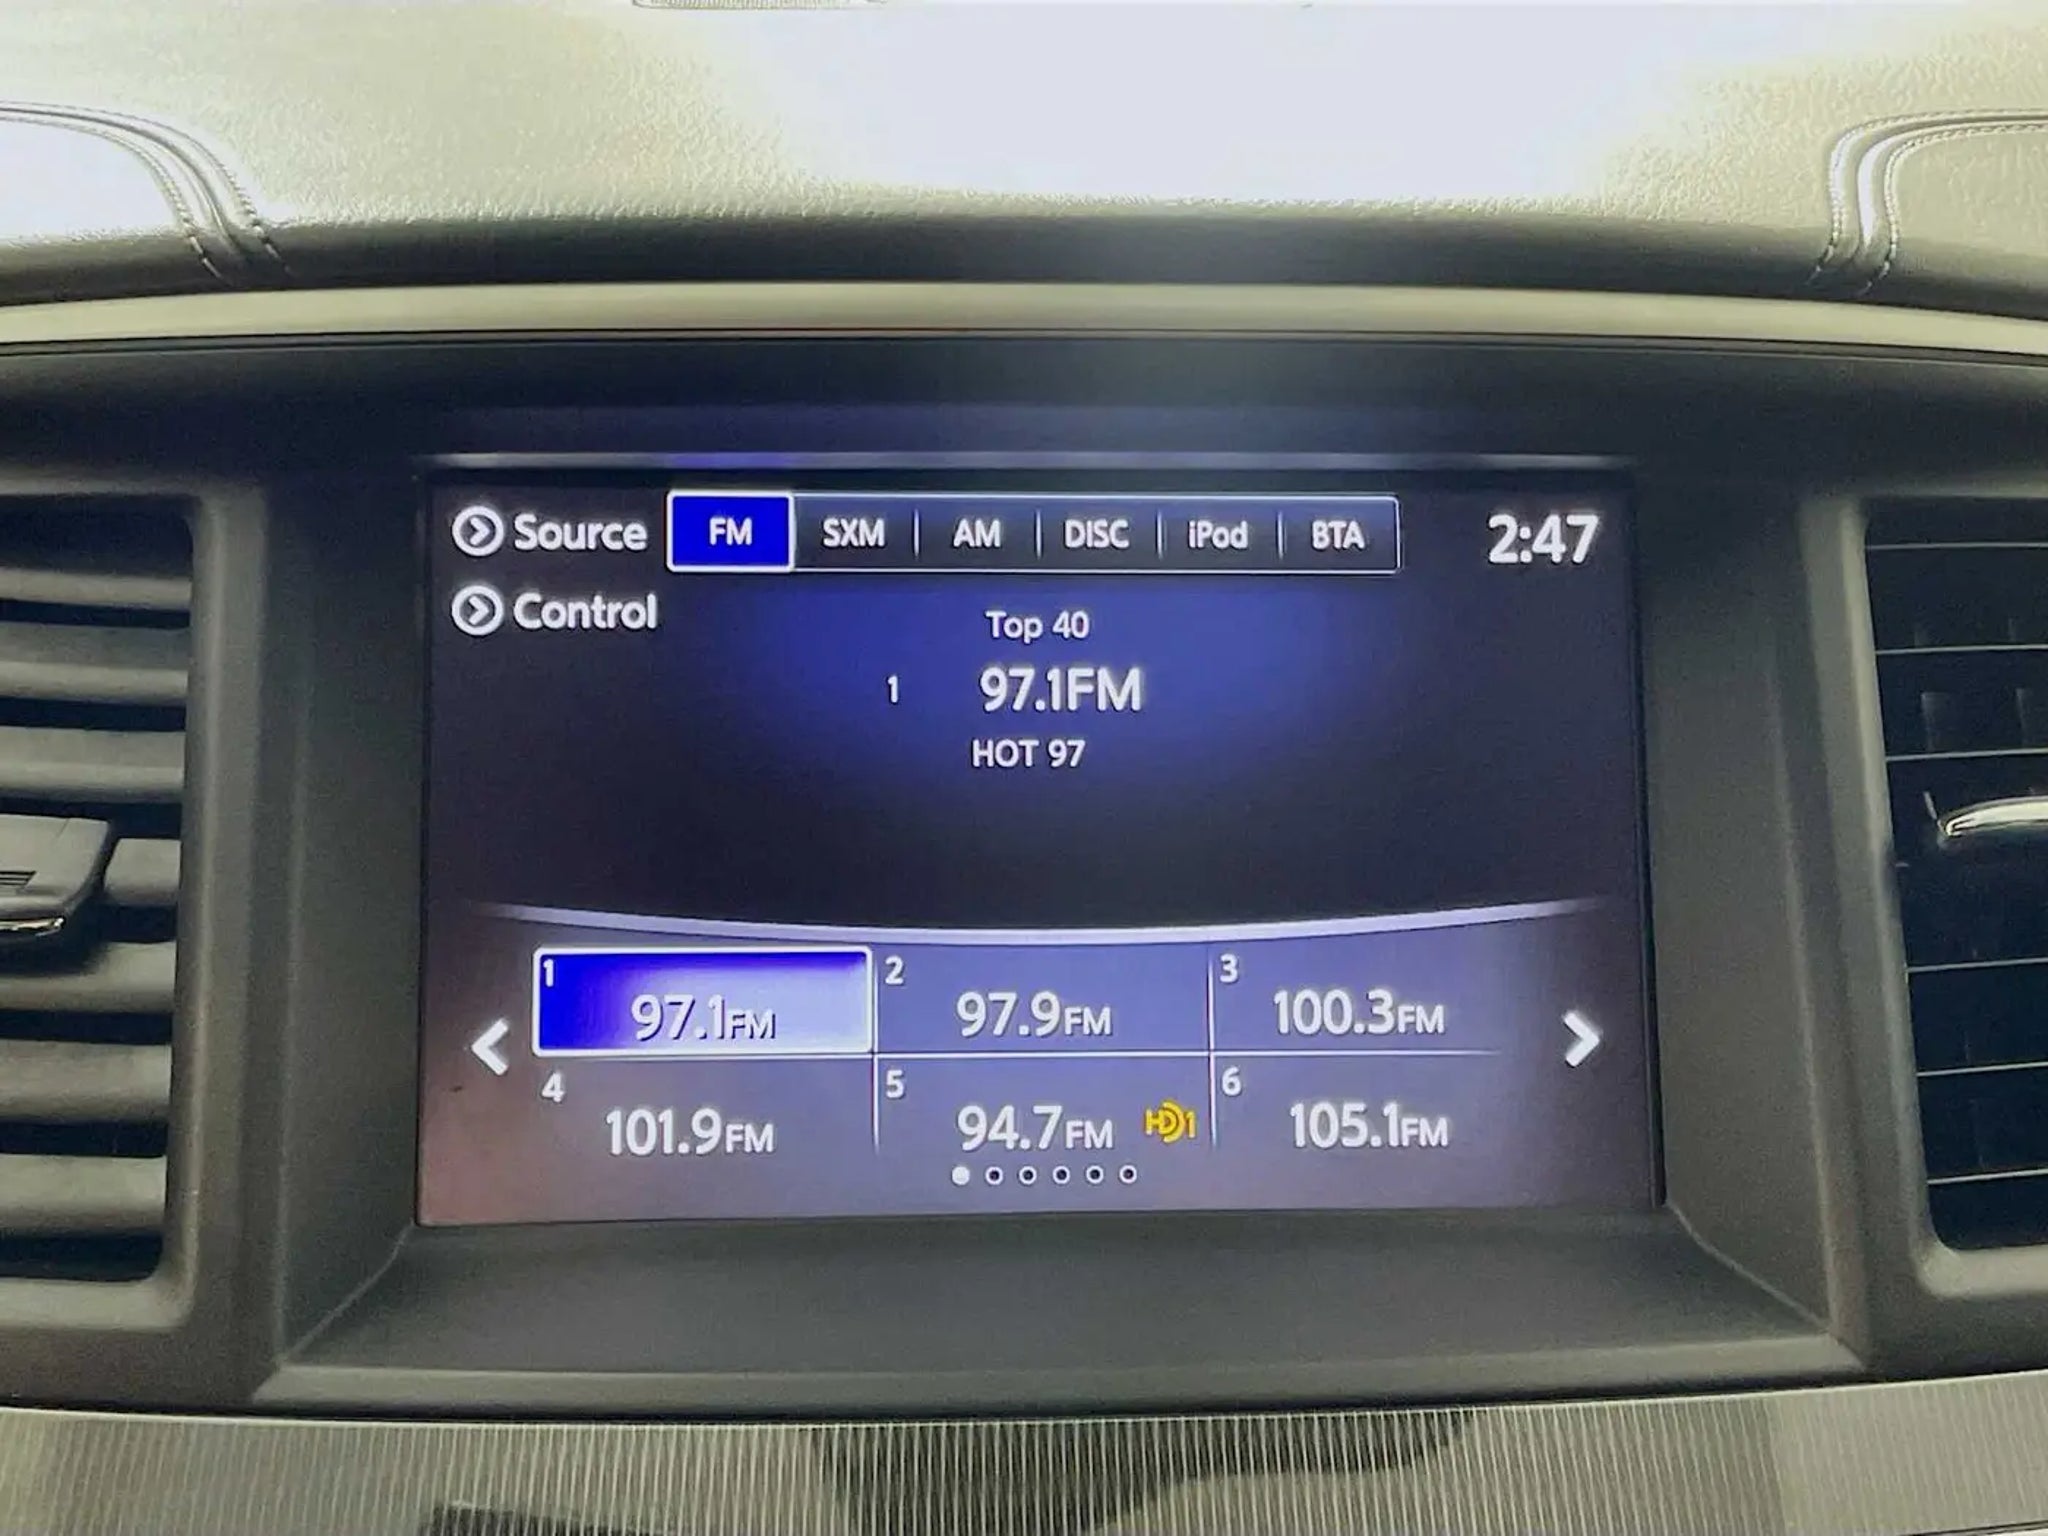 Source FM SXM AM DISC iPod BTA 2:47
Control
Top 40
1 97.1FM
HOT 97
1 97.1FM 2 97.9FM 3 100.3FM
4 101.9FM 5 94.7FM HD1 6 105.1FM